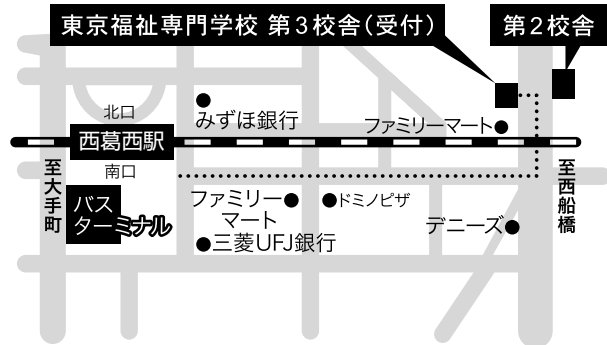 東京福祉専門学校 第3校舎(受付)
第2校舎
北口
みずほ銀行
ファミリーマート
西葛西駅
南口
至大手町
至西船橋
バス
ターミナル
ファミリー
マート
ドミノピザ
デニーズ
三菱UFJ銀行